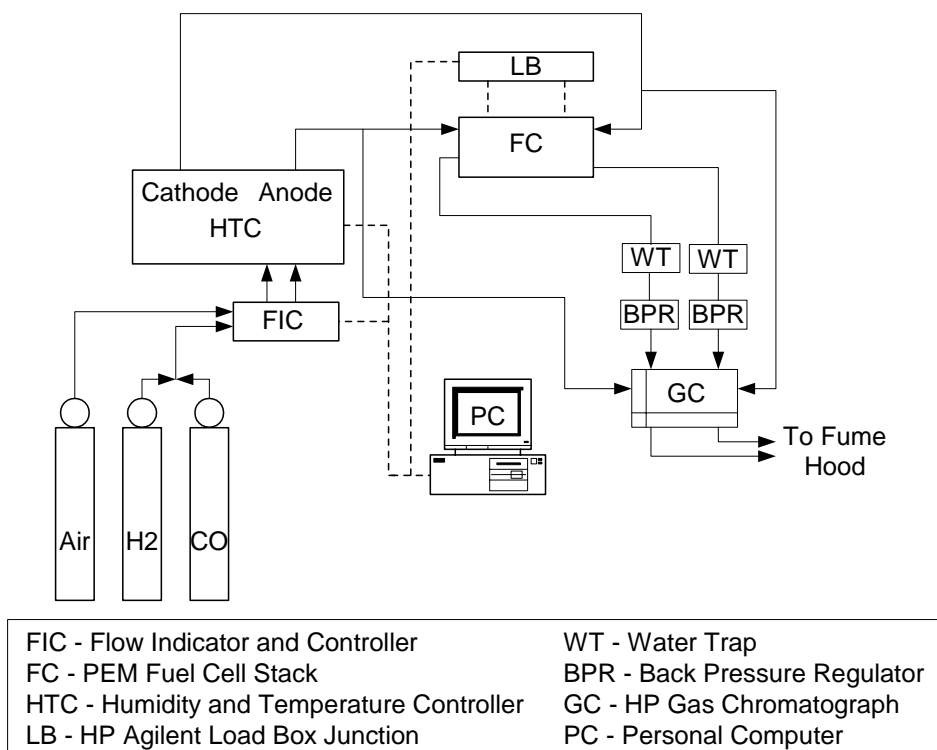 LB
FC
Cathode Anode
HTC
WT WT
FIC
BPR BPR
GC
PC
To Fume
Hood
Air H2 CO
FIC - Flow Indicator and Controller
FC - PEM Fuel Cell Stack
HTC - Humidity and Temperature Controller
LB - HP Agilent Load Box Junction
WT - Water Trap
BPR - Back Pressure Regulator
GC - HP Gas Chromatograph
PC - Personal Computer